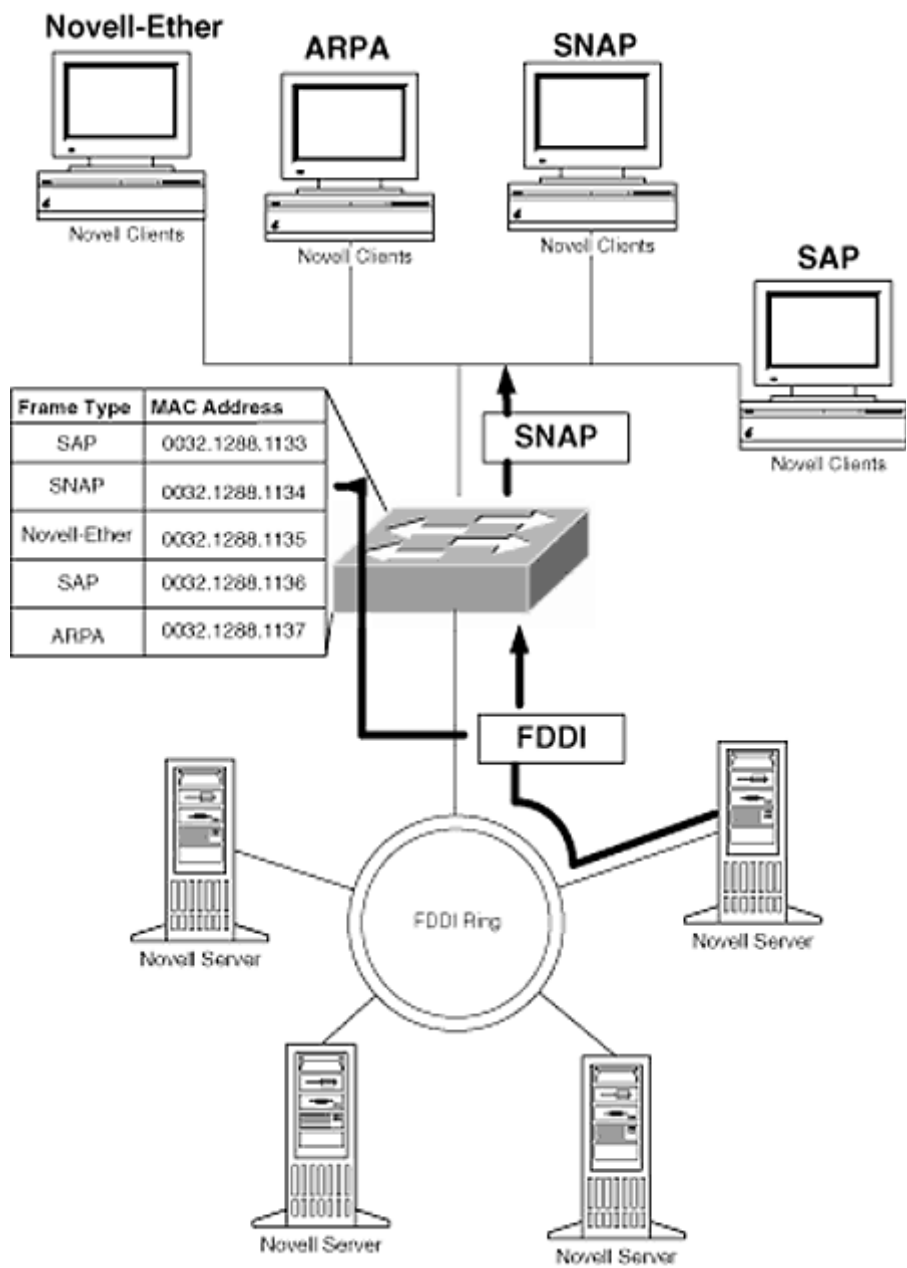 Novell-Ether
ARPA
SNAP
Novell Clients
Novell Clients
Novell Clients
SAP
Novell Clients
Frame Type MAC Address
SAP 0032.1288.1133
SNAP 0032.1288.1134
Novell-Ether 0032.1288.1135
SAP 0032.1288.1136
ARPA 0032.1288.1137
SNAP
FDDI
FDDI Ring
Novell Server
Novell Server
Novell Server
Novell Server